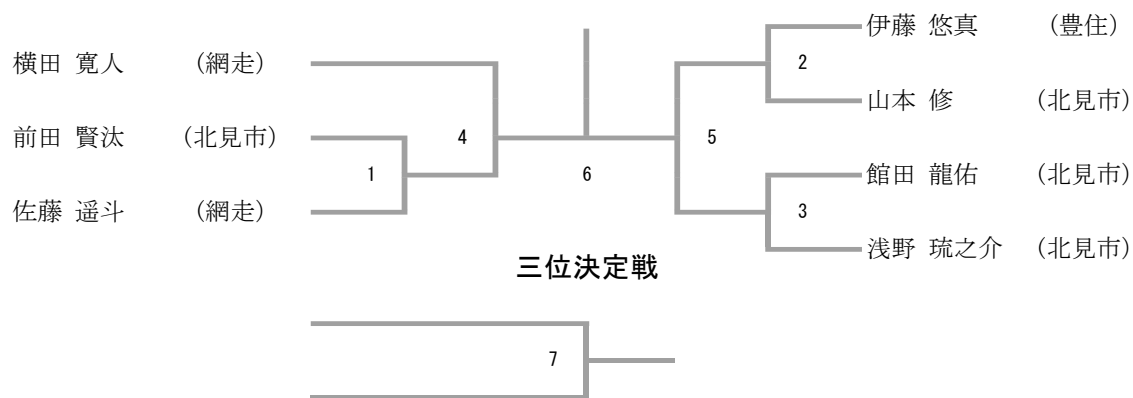 横田 寛人 (網走)
前田 賢汰 (北見市)
佐藤 遥斗 (網走)
1
4
6
伊藤 悠真 (豊住)
山本 修 (北見市)
館田 龍佑 (北見市)
浅野 琉之介 (北見市)
2
3
5
三位決定戦
7